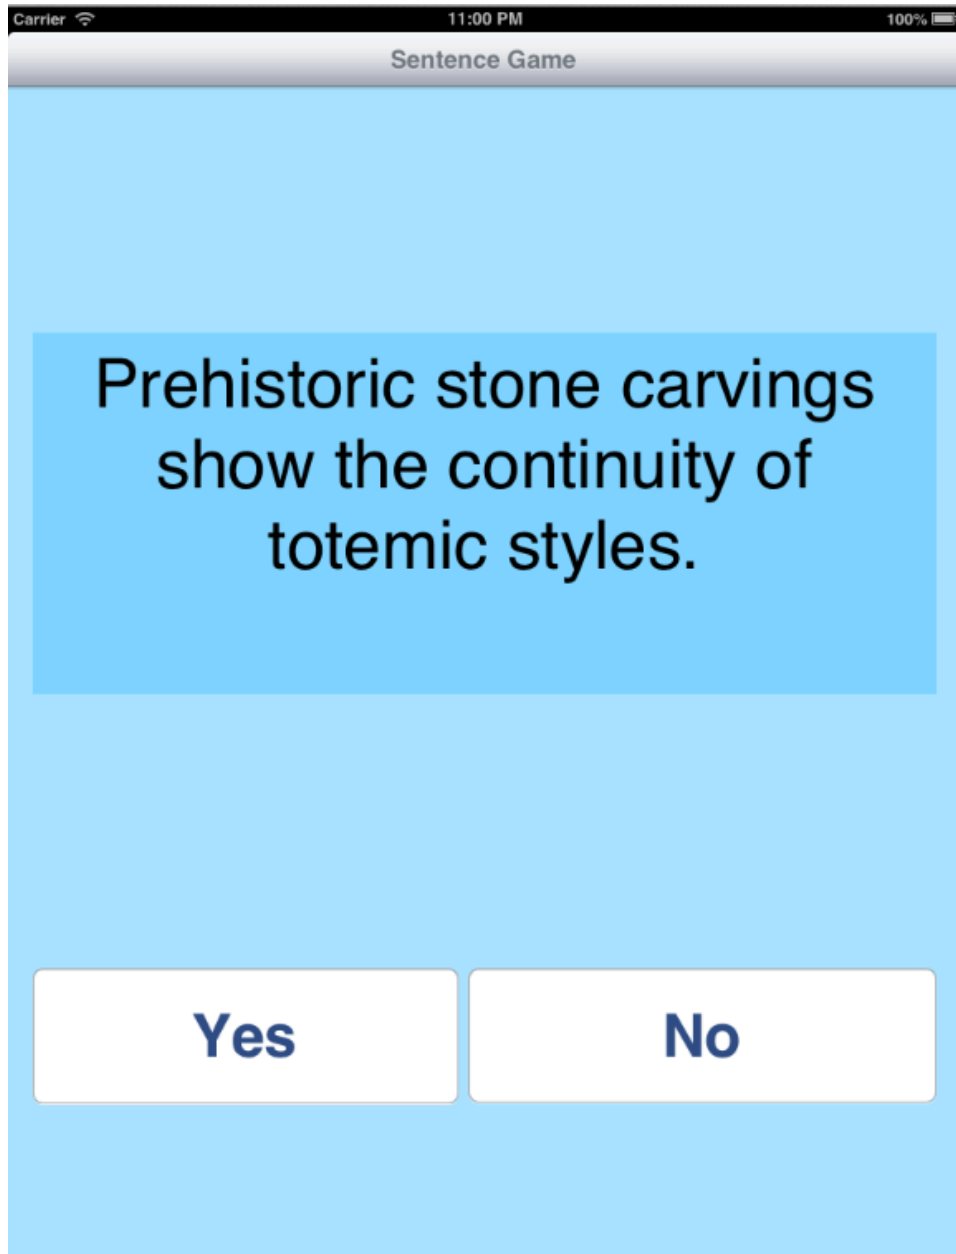 Carrier 11:00 PM 100%
Sentence Game
Prehistoric stone carvings
show the continuity of
totemic styles.
Yes No